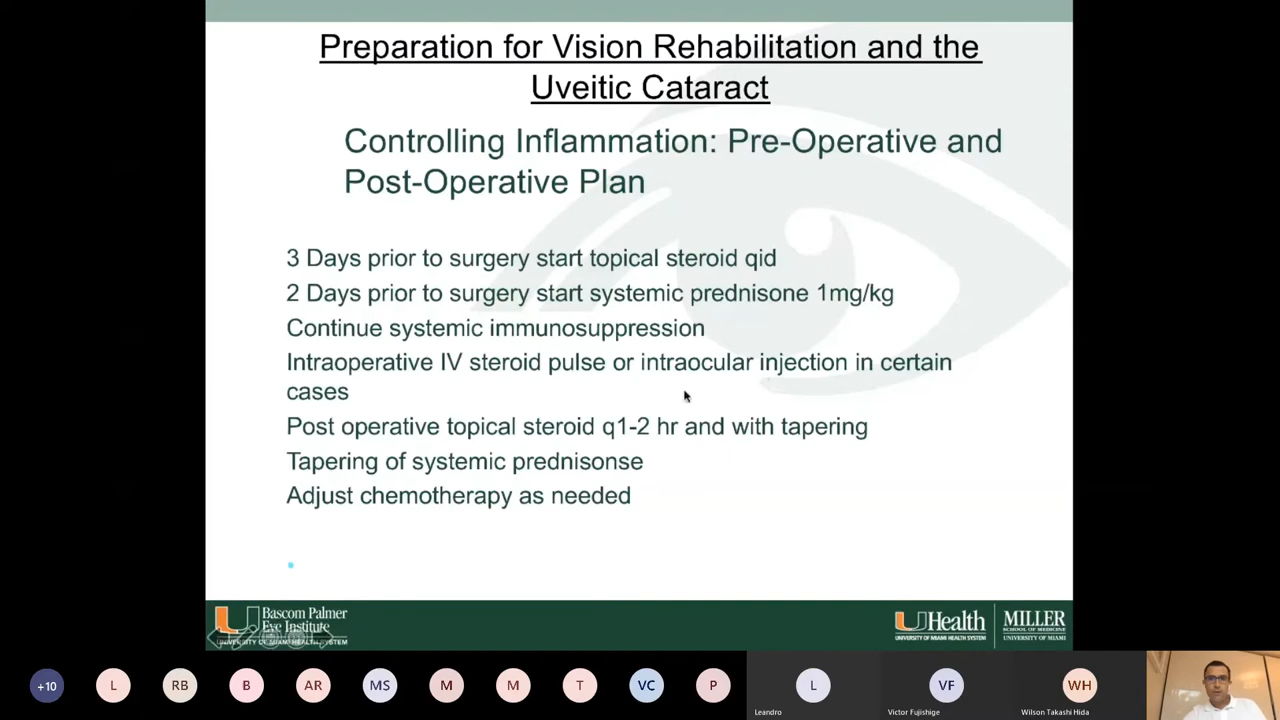 Preparation for Vision Rehabilitation and the
Uveitic Cataract
Controlling Inflammation: Pre-Operative and
Post-Operative Plan
3 Days prior to surgery start topical steroid qid
2 Days prior to surgery start systemic prednisone 1mg/kg
Continue systemic immunosuppression
Intraoperative IV steroid pulse or intraocular injection in certain
cases
Post operative topical steroid q1-2 hr and with tapering
Tapering of systemic prednisonse
Adjust chemotherapy as needed
Bascom Palmer
Eye Institute
UNIVERSITY OF MIAMI HEALTH SYSTEM
UHealth
UNIVERSITY OF MIAMI HEALTH SYSTEM
MILLER
SCHOOL OF MEDICINE
UNIVERSITY OF MIAMI
+10
L
RB
B
AR
MS
M
M
T
VC
P
L
VF
WH
Leandro
Victor Fujishige
Wilson Takashi Hida